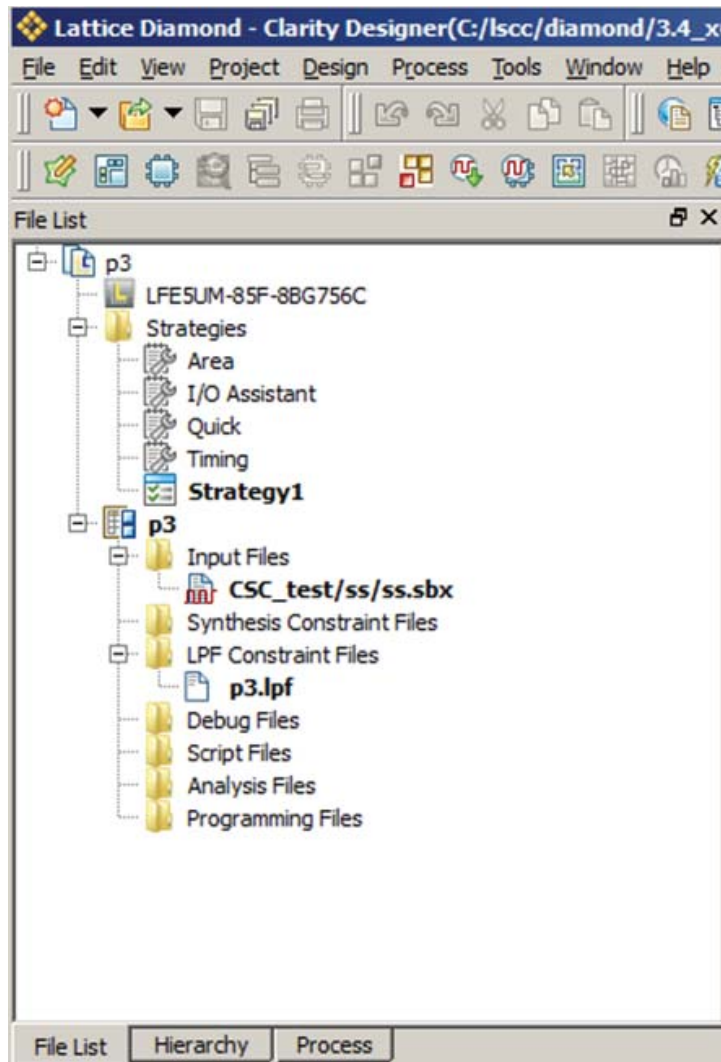 Lattice Diamond - Clarity Designer(C:/lscc/diamond/3.4_x
File Edit View Project Design Process Tools Window Help
File List
p3
LFE5UM-85F-8BG756C
Strategies
Area
I/O Assistant
Quick
Timing
Strategy1
p3
Input Files
CSC_test/ss/ss.sbx
Synthesis Constraint Files
LPF Constraint Files
p3.lpf
Debug Files
Script Files
Analysis Files
Programming Files
File List Hierarchy Process